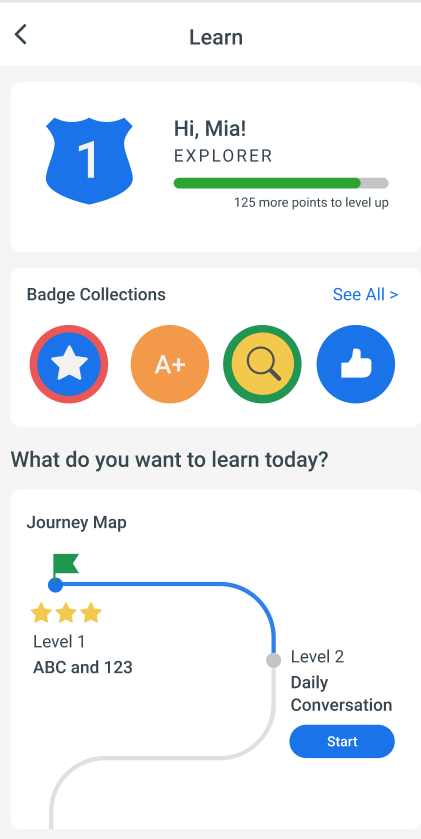 Learn
1
Hi, Mia!
EXPLORER
125 more points to level up
Badge Collections
See All >
A+
What do you want to learn today?
Journey Map
Level 1
ABC and 123
Level 2
Daily
Conversation
Start